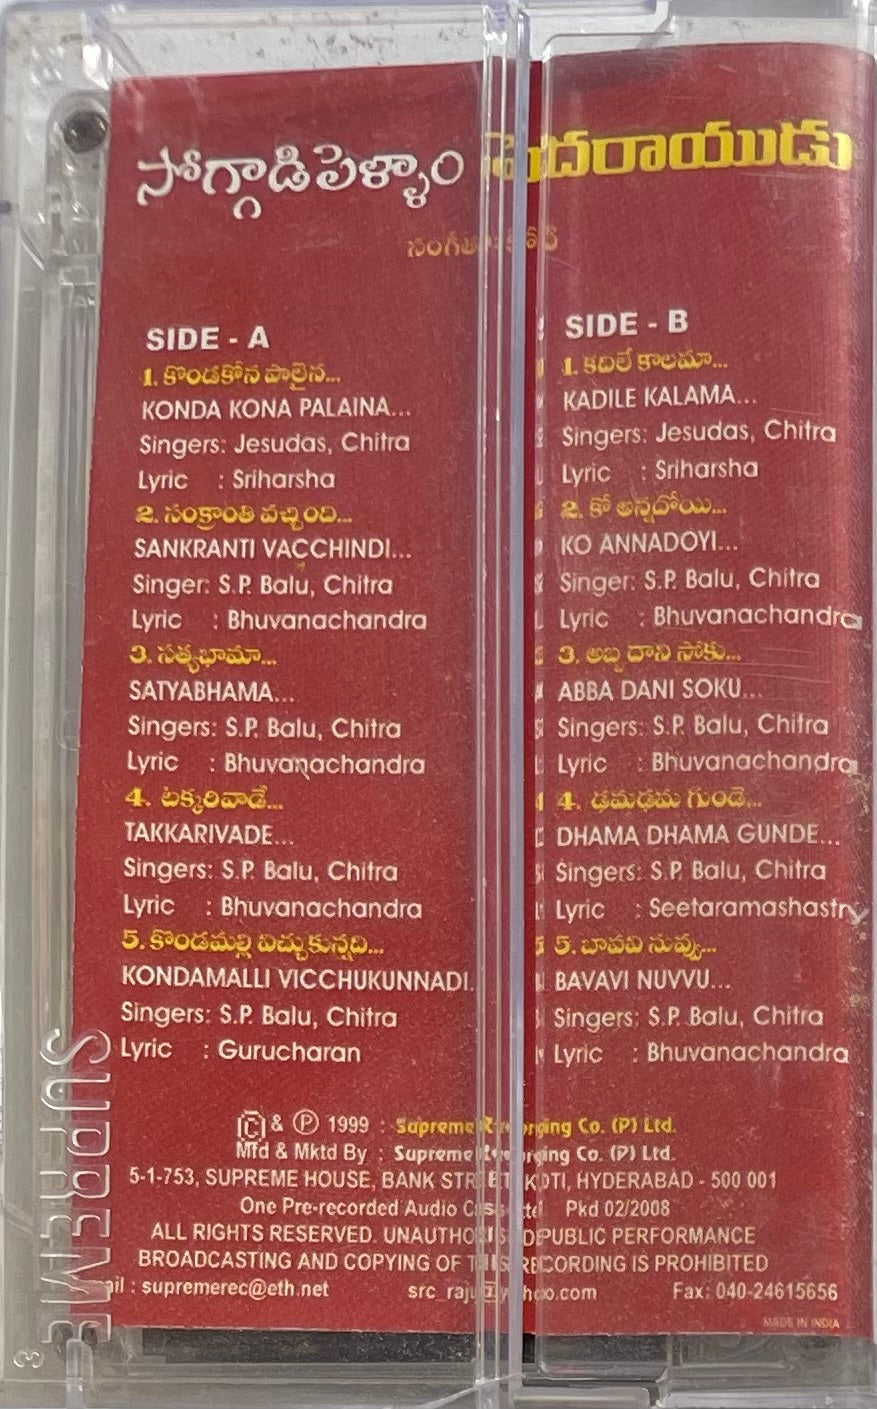 సోగ్గాడి పెళ్ళాం
పెదరాయుడు
SIDE - A
1. కొండకోన పాలైన...
KONDA KONA PALAINA...
Singers: Jesudas, Chitra
Lyric : Sriharsha
2. సంక్రాంతి వచ్చింది...
SANKRANTI VACCHINDI...
Singer: S.P. Balu, Chitra
Lyric : Bhuvanachandra
3. సత్యభామా...
SATYABHAMA...
Singers: S.P. Balu, Chitra
Lyric : Bhuvanachandra
4. టక్కరివాడే...
TAKKARIVADE...
Singers: S.P. Balu, Chitra
Lyric : Bhuvanachandra
5. కొండమల్లి విచ్చుకున్నది...
KONDAMALLI VICCHUKUNNADI.
Singers: S.P. Balu, Chitra
Lyric : Gurucharan
SIDE - B
1. కదిలే కాలమా...
KADILE KALAMA...
Singers: Jesudas, Chitra
Lyric : Sriharsha
2. కో అన్నదోయి...
KO ANNADOYI...
Singer: S.P. Balu, Chitra
Lyric : Bhuvanachandra
3. అబ్బ దాని సోకు...
ABBA DANI SOKU...
Singers: S.P. Balu, Chitra
Lyric : Bhuvanachandra
4. ఢమఢమ గుండె...
DHAMA DHAMA GUNDE...
Singers: S.P. Balu, Chitra
Lyric : Seetaramashastry
5. బావవి నువ్వు...
BAVAVI NUVVU...
Singers: S.P. Balu, Chitra
Lyric : Bhuvanachandra
© & ℗ 1999 : Supreme Recording Co. (P) Ltd.
Mfd & Mktd By : Supreme Recording Co. (P) Ltd.
5-1-753, SUPREME HOUSE, BANK STREET, KOTI, HYDERABAD - 500 001
One Pre-recorded Audio Cassette Pkd 02/2008
ALL RIGHTS RESERVED. UNAUTHORISED PUBLIC PERFORMANCE
BROADCASTING AND COPYING OF THIS RECORDING IS PROHIBITED
: supremerec@eth.net Fax: 040-24615656
MADE IN INDIA
SUPREME
3